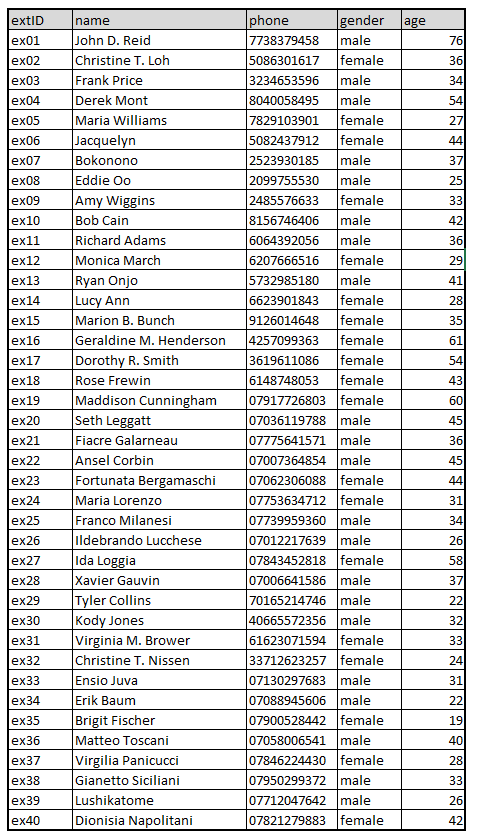 extID name phone gender age
ex01 John D. Reid 7738379458 male 76
ex02 Christine T. Loh 5086301617 female 36
ex03 Frank Price 3234653596 male 34
ex04 Derek Mont 8040058495 male 54
ex05 Maria Williams 7829103901 female 27
ex06 Jacquelyn 5082437912 female 44
ex07 Bokonono 2523930185 male 37
ex08 Eddie Oo 2099755530 male 25
ex09 Amy Wiggins 2485576633 female 33
ex10 Bob Cain 8156746406 male 42
ex11 Richard Adams 6064392056 male 36
ex12 Monica March 6207666516 female 29
ex13 Ryan Onjo 5732985180 male 41
ex14 Lucy Ann 6623901843 female 28
ex15 Marion B. Bunch 9126014648 female 35
ex16 Geraldine M. Henderson 4257099363 female 61
ex17 Dorothy R. Smith 3619611086 female 54
ex18 Rose Frewin 6148748053 female 43
ex19 Maddison Cunningham 07917726803 female 60
ex20 Seth Leggatt 07036119788 male 45
ex21 Fiacre Galarneau 07775641571 male 36
ex22 Ansel Corbin 07007364854 male 45
ex23 Fortunata Bergamaschi 07062306088 female 44
ex24 Maria Lorenzo 07753634712 female 31
ex25 Franco Milanesi 07739959360 male 34
ex26 Ildebrando Lucchese 07012217639 male 26
ex27 Ida Loggia 07843452818 female 58
ex28 Xavier Gauvin 07006641586 male 37
ex29 Tyler Collins 70165214746 male 22
ex30 Kody Jones 40665572356 male 32
ex31 Virginia M. Brower 61623071594 female 33
ex32 Christine T. Nissen 33712623257 female 24
ex33 Ensio Juva 07130297683 male 31
ex34 Erik Baum 07088945606 male 22
ex35 Brigit Fischer 07900528442 female 19
ex36 Matteo Toscani 07058006541 male 40
ex37 Virgilia Panicucci 07846224430 female 28
ex38 Gianetto Siciliani 07950299372 male 33
ex39 Lushikatome 07712047642 male 26
ex40 Dionisia Napolitani 07821279883 female 42